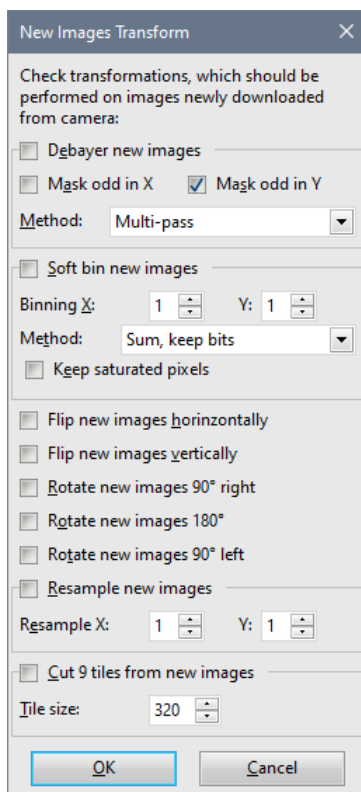 New Images Transform
Check transformations, which should be
performed on images newly downloaded
from camera:
Debayer new images
Mask odd in X Mask odd in Y
Method: Multi-pass
Soft bin new images
Binning X: 1 Y: 1
Method: Sum, keep bits
Keep saturated pixels
Flip new images horinzontally
Flip new images vertically
Rotate new images 90° right
Rotate new images 180°
Rotate new images 90° left
Resample new images
Resample X: 1 Y: 1
Cut 9 tiles from new images
Tile size: 320
OK Cancel